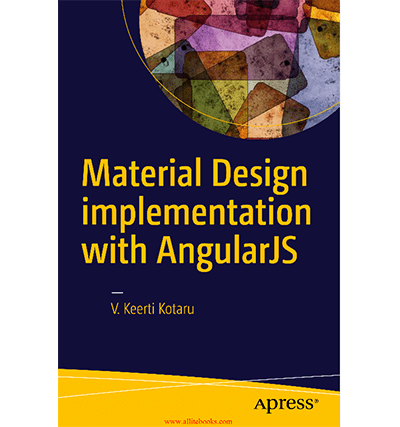 Material Design
implementation
with AngularJS
V. Keerti Kotaru
Apress®
www.allitebooks.com